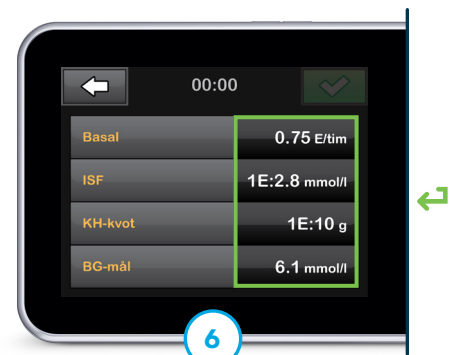 00:00
Basal 0.75 E/tim
ISF 1E:2.8 mmol/l
KH-kvot 1E:10 g
BG-mål 6.1 mmol/l
6